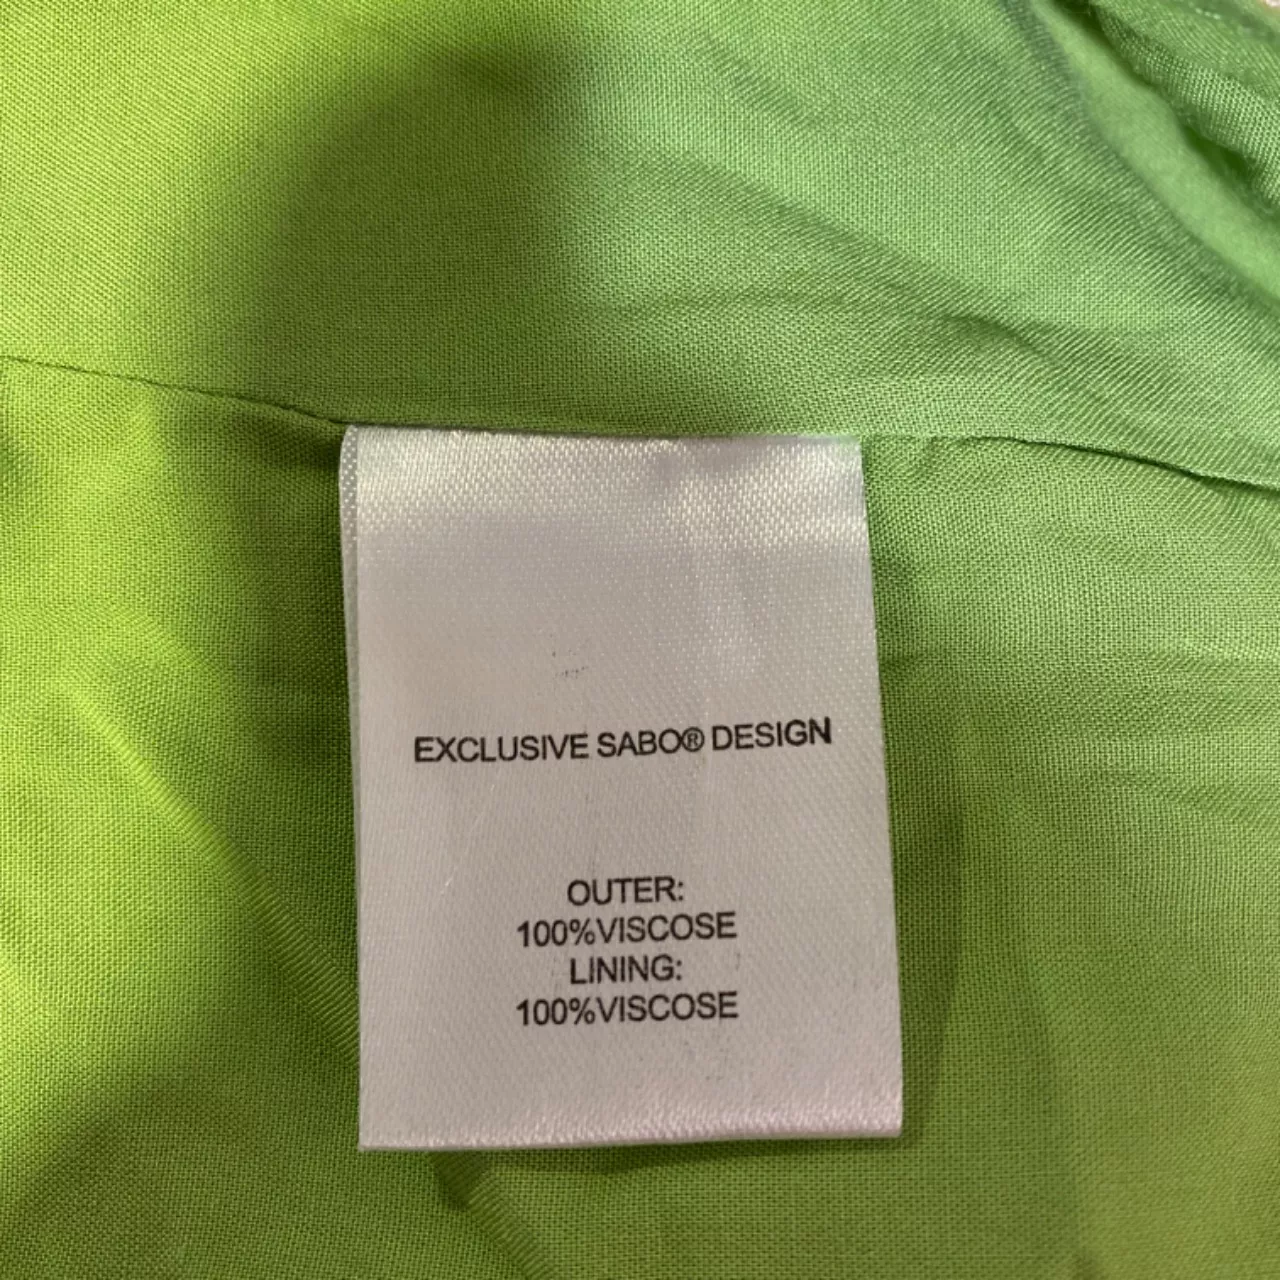 EXCLUSIVE SABO® DESIGN
OUTER:
100%VISCOSE
LINING:
100%VISCOSE